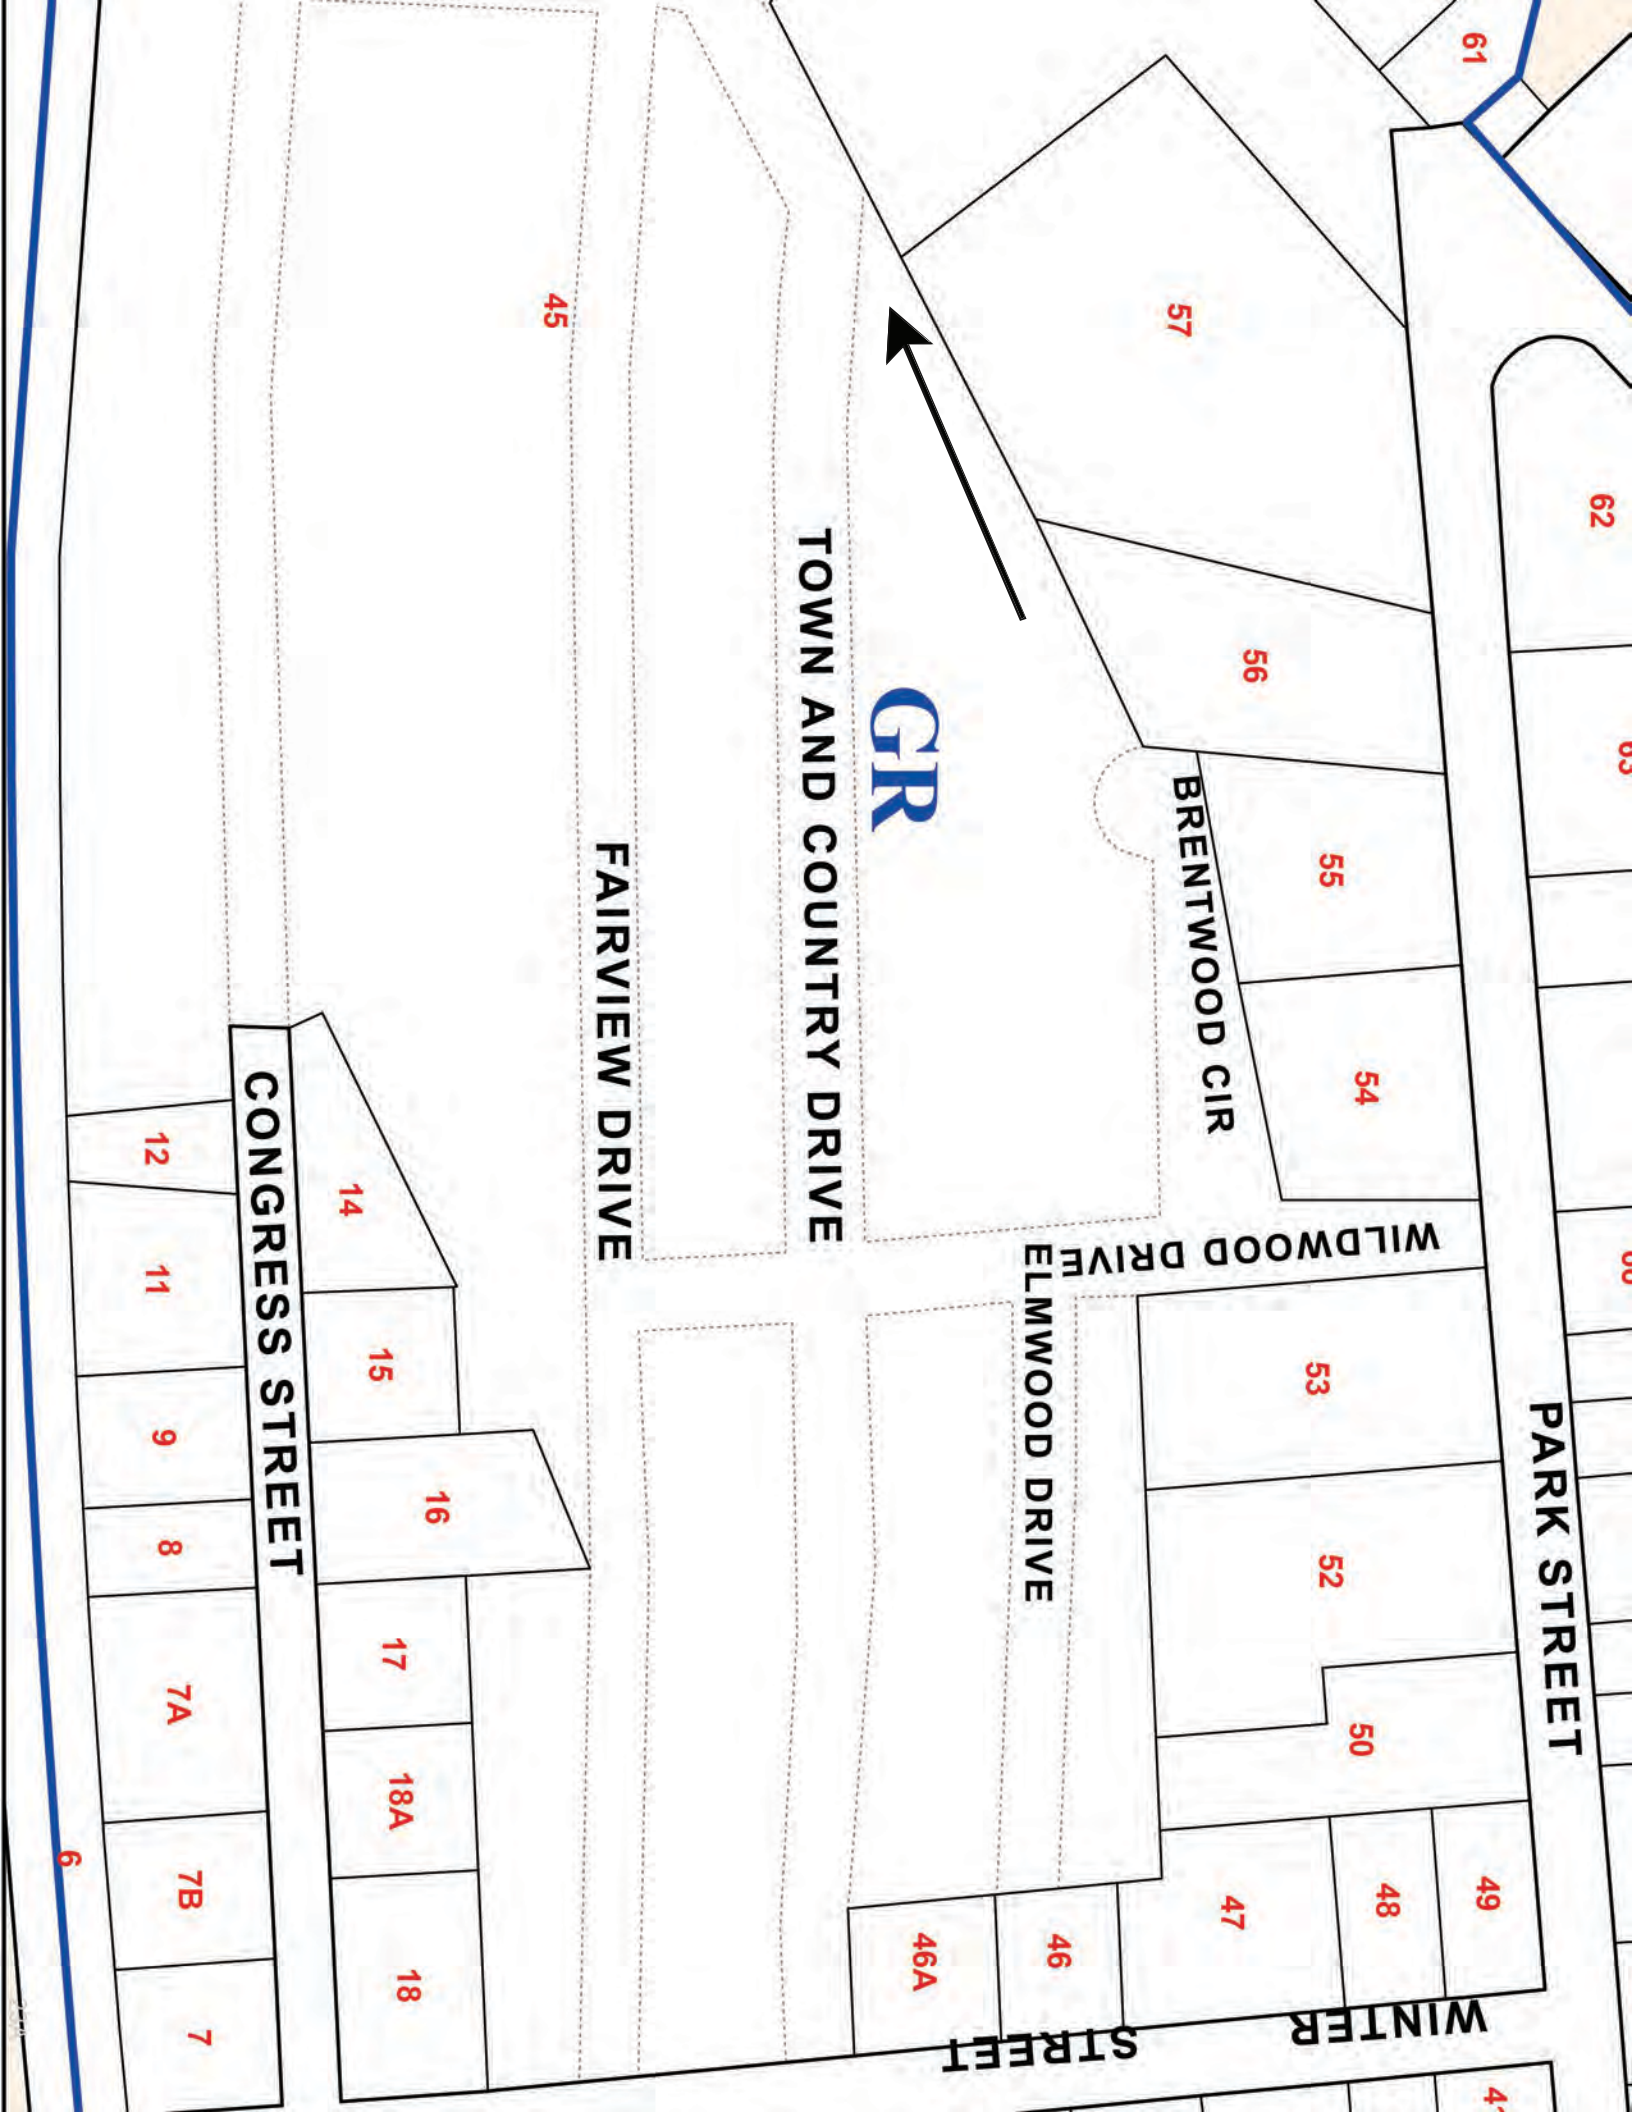 61
57
45
62
63
56
GR
TOWN AND COUNTRY DRIVE
FAIRVIEW DRIVE
BRENTWOOD CIR
55
54
CONGRESS STREET
12
14
11
WILDWOOD DRIVE
ELMWOOD DRIVE
15
53
9
16
8
52
PARK STREET
17
7A
50
18A
6
7B
49
48
47
46
46A
18
7
WINTER
STREET